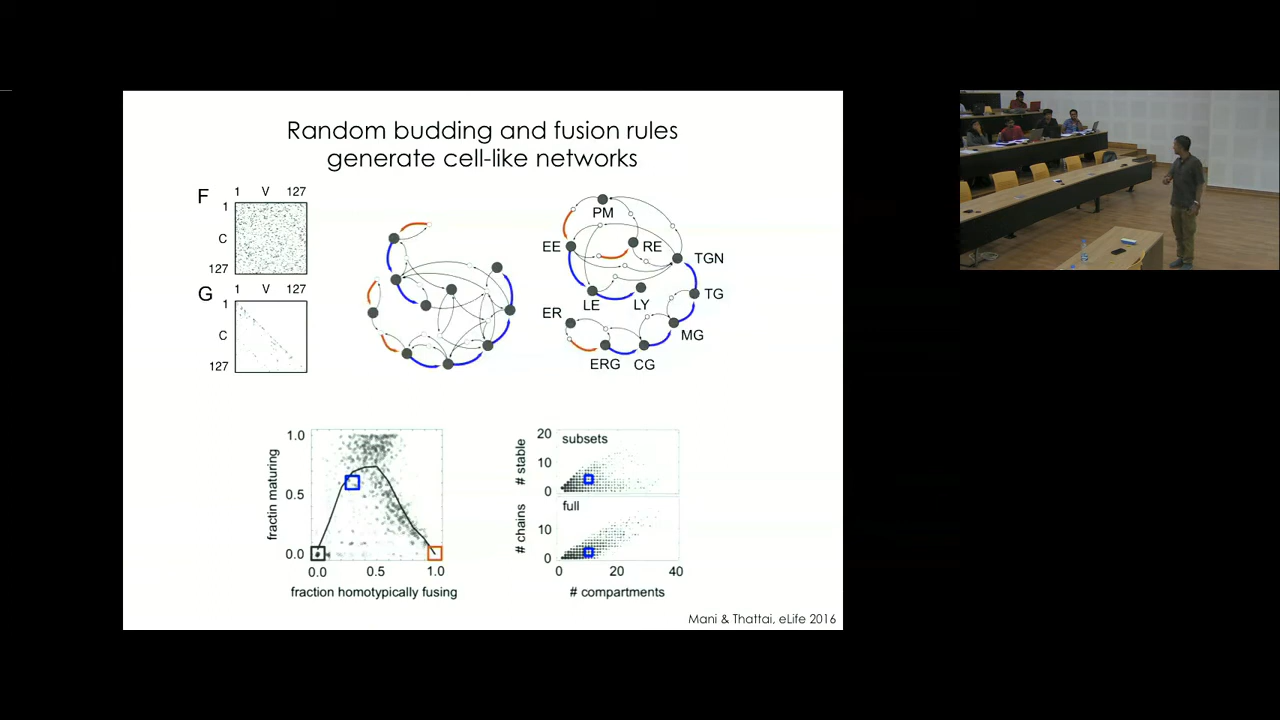 Random budding and fusion rules
generate cell-like networks
F
1 V 127
1
C
127
G
1 V 127
1
C
127
PM
EE
RE
TGN
LE
LY
TG
ER
MG
ERG
CG
fractin maturing
1.0
0.5
0.0
0.0 0.5 1.0
fraction homotypically fusing
# stable
20
10
0
subsets
# chains
full
10
0
0 20 40
# compartments
Mani & Thattai, eLife 2016